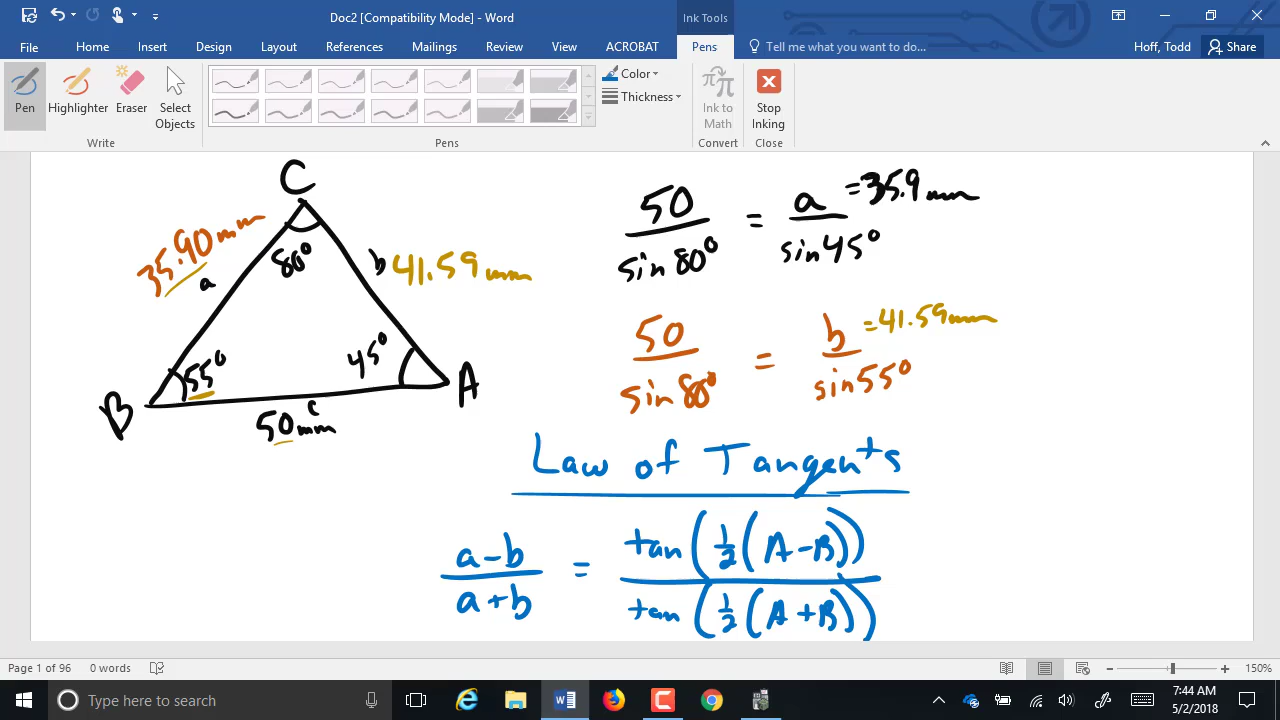 Doc2 [Compatibility Mode] - Word
Ink Tools
File Home Insert Design Layout References Mailings Review View ACROBAT Pens Tell me what you want to do... Hoff, Todd Share
Pen Highlighter Eraser Select Objects
Color
Thickness
Ink to Math
Stop Inking
Write Pens Convert Close
C
35.90mm
a
80°
b 41.59mm
55°
45°
B
A
c
50mm
50/sin 80° = a/sin 45° =35.9mm
50/sin 80° = b/sin 55° =41.59mm
Law of Tangents
a-b/a+b = tan(½(A-B))/tan(½(A+B))
Page 1 of 96 0 words 150%
Type here to search
7:44 AM
5/2/2018